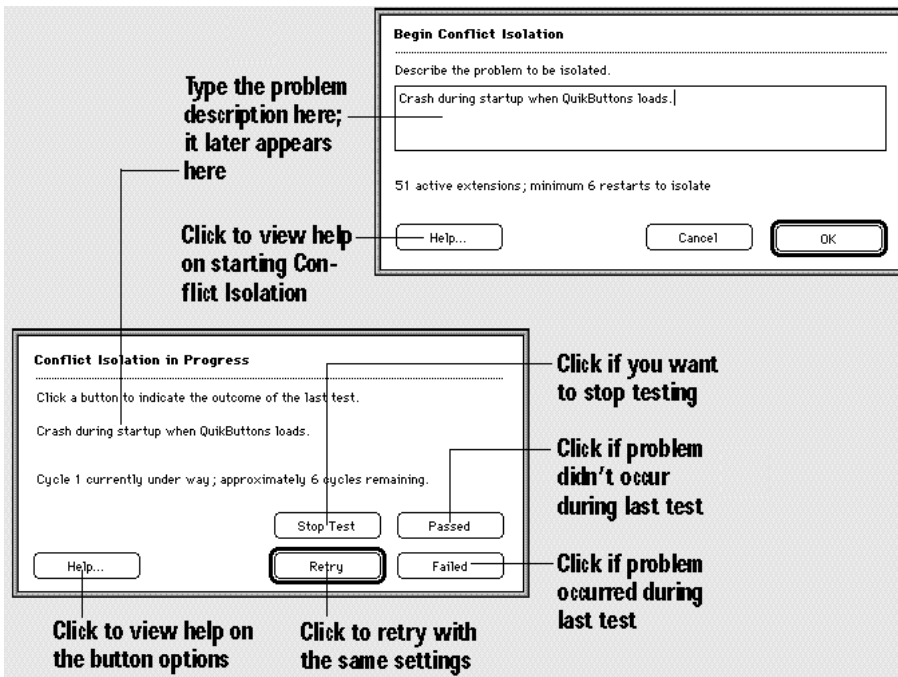 Begin Conflict Isolation
Describe the problem to be isolated.
Crash during startup when QuikButtons loads.
51 active extensions; minimum 6 restarts to isolate
Help...
Cancel
OK
Type the problem
description here;
it later appears
here
Click to view help
on starting Con-
flict Isolation
Conflict Isolation in Progress
Click a button to indicate the outcome of the last test.
Crash during startup when QuikButtons loads.
Cycle 1 currently under way; approximately 6 cycles remaining.
Stop Test
Passed
Help...
Retry
Failed
Click if you want
to stop testing
Click if problem
didn't occur
during last test
Click if problem
occurred during
last test
Click to view help on
the button options
Click to retry with
the same settings